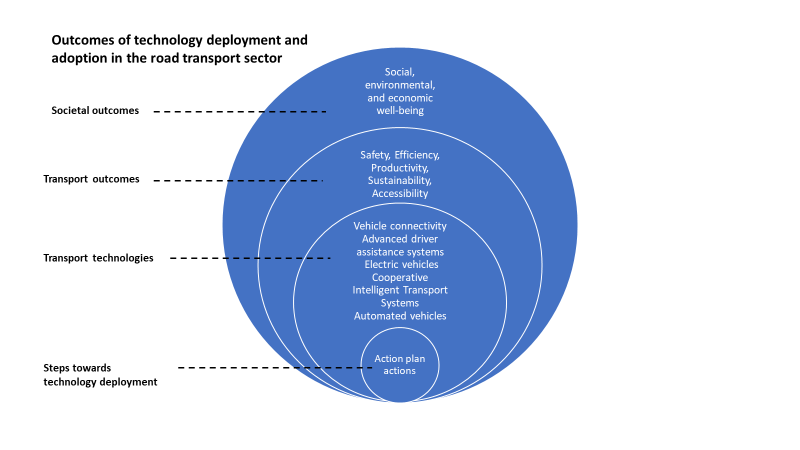 Outcomes of technology deployment and
adoption in the road transport sector
Social,
environmental,
and economic
well-being
Societal outcomes
Safety, Efficiency,
Productivity,
Sustainability,
Accessibility
Transport outcomes
Vehicle connectivity
Advanced driver
assistance systems
Electric vehicles
Cooperative
Intelligent Transport
Systems
Automated vehicles
Transport technologies
Action plan
actions
Steps towards
technology deployment